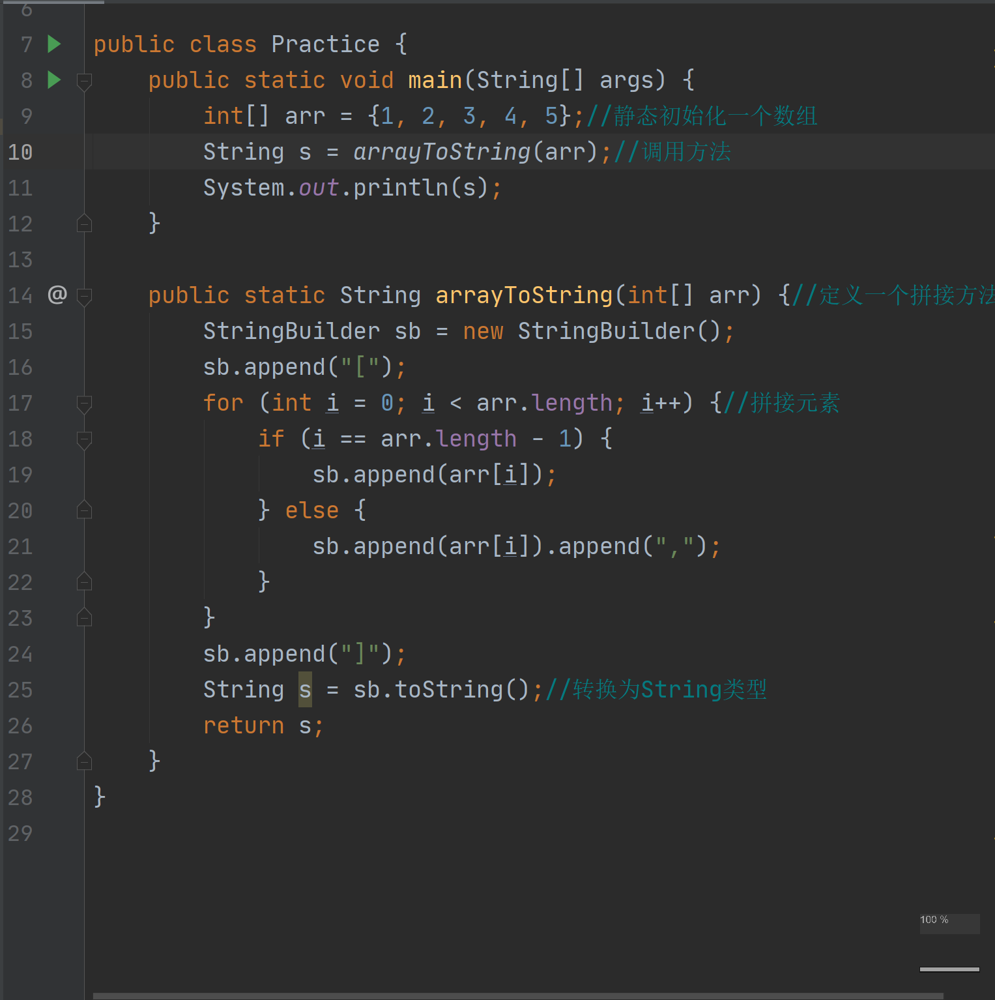 6
7 public class Practice {
8 public static void main(String[] args) {
9 int[] arr = {1, 2, 3, 4, 5};//静态初始化一个数组
10 String s = arrayToString(arr);//调用方法
11 System.out.println(s);
12 }
13
14 @ public static String arrayToString(int[] arr) {//定义一个拼接方法
15 StringBuilder sb = new StringBuilder();
16 sb.append("[");
17 for (int i = 0; i < arr.length; i++) {//拼接元素
18 if (i == arr.length - 1) {
19 sb.append(arr[i]);
20 } else {
21 sb.append(arr[i]).append(",");
22 }
23 }
24 sb.append("]");
25 String s = sb.toString();//转换为String类型
26 return s;
27 }
28 }
29
100 %